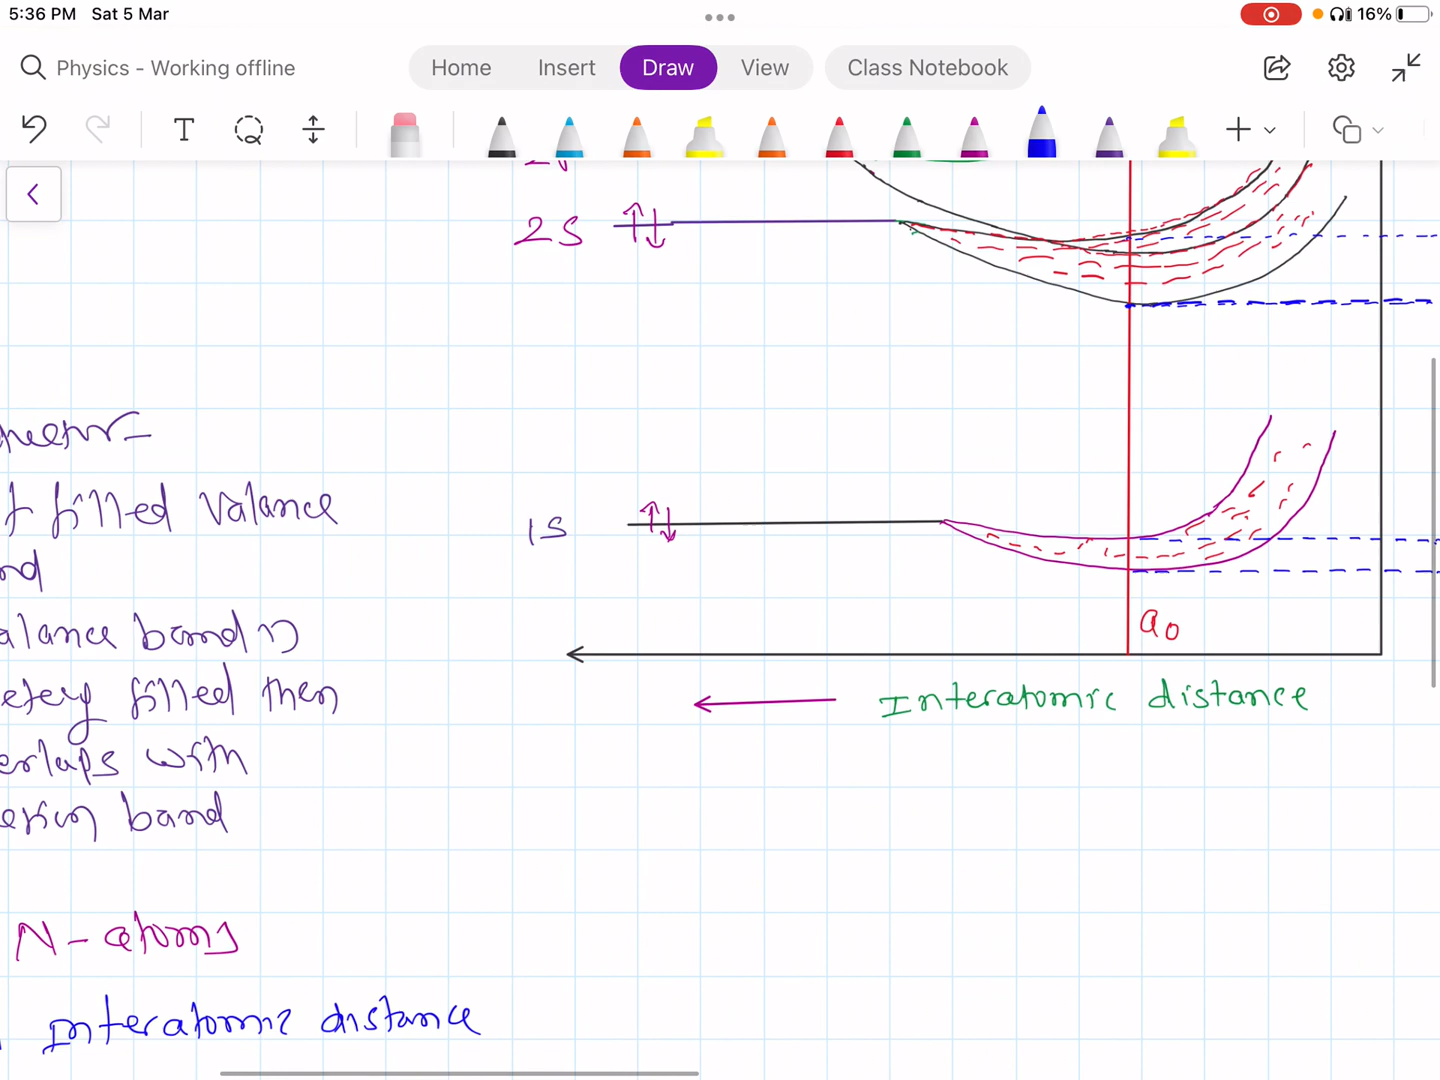 5:36 PM Sat 5 Mar
16%
Physics - Working offline
Home Insert Draw View Class Notebook
T
2S
filled Valance
1S
a0
Interatomic distance
alance band is
etely filled then
erlaps with
band
N - atoms
Interatomic distance